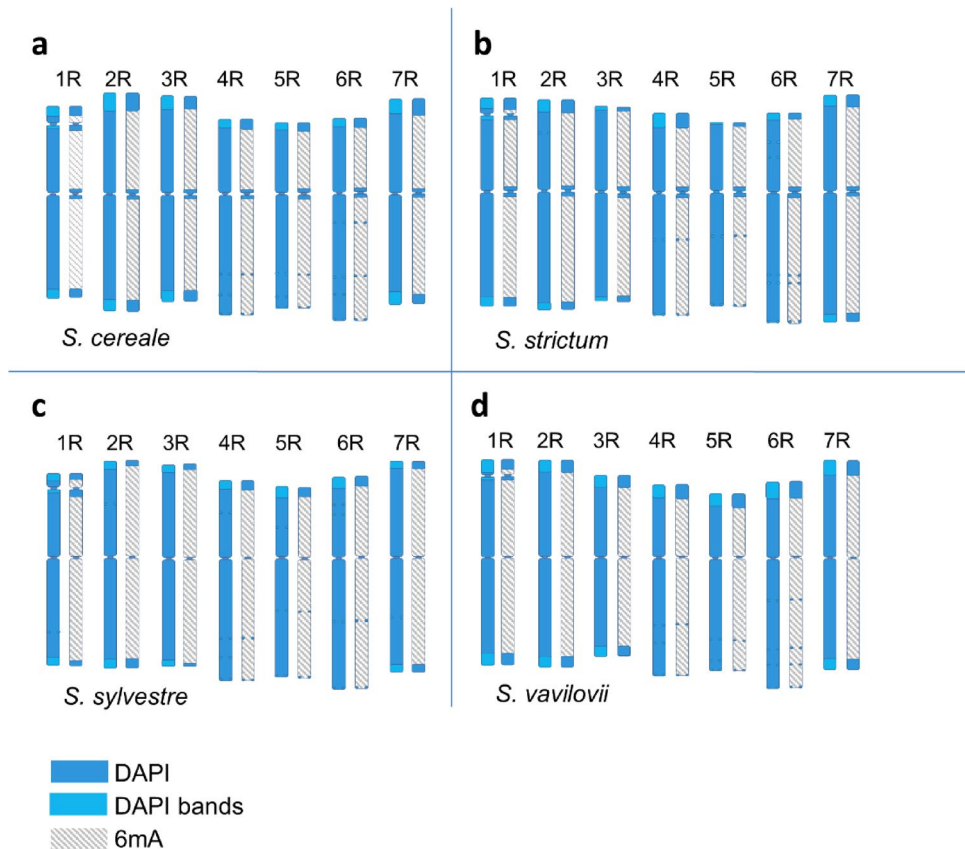 a
1R 2R 3R 4R 5R 6R 7R
S. cereale
b
1R 2R 3R 4R 5R 6R 7R
S. strictum
c
1R 2R 3R 4R 5R 6R 7R
S. sylvestre
d
1R 2R 3R 4R 5R 6R 7R
S. vavilovii
DAPI
DAPI bands
6mA